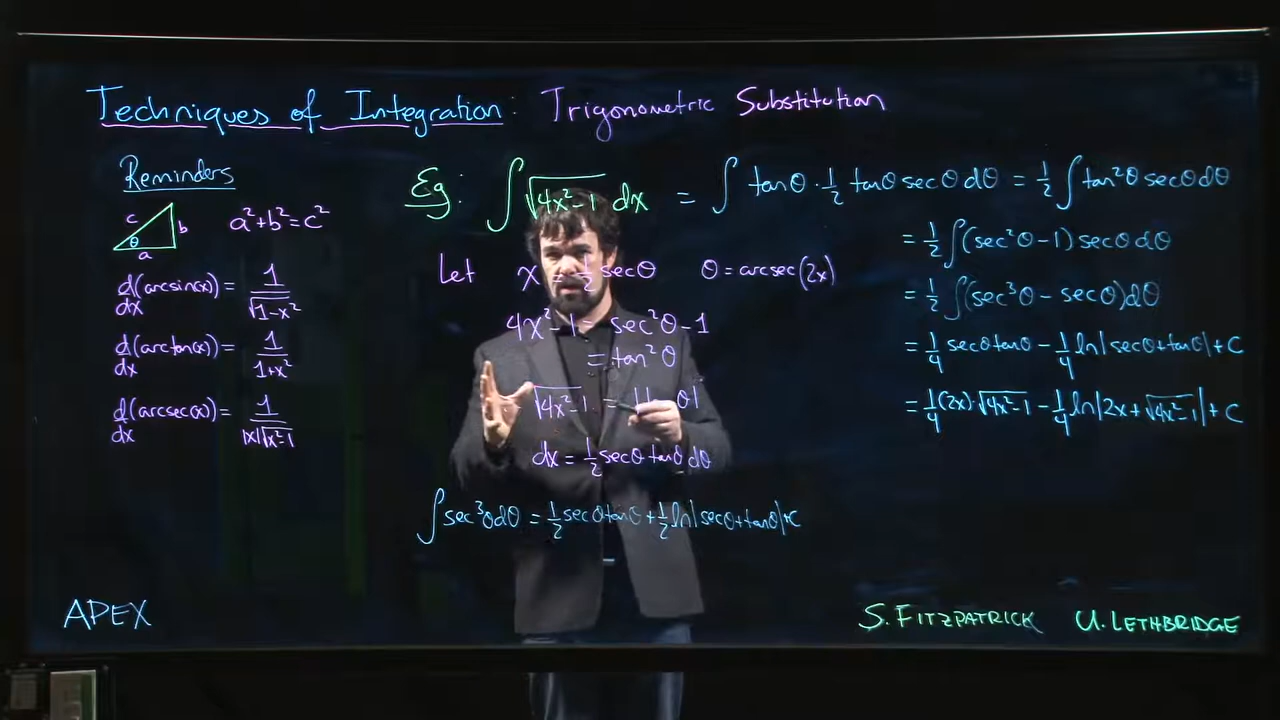 Techniques of Integration: Trigonometric Substitution
Reminders
c b θ a
a²+b²=c²
d/dx (arcsin(x)) = 1/√(1-x²)
d/dx (arctan(x)) = 1/(1+x²)
d/dx (arcsec(x)) = 1/(|x|√(x²-1))
Eg: ∫ √(4x²-1) dx = ∫ tanθ · 1/2 tanθ secθ dθ = 1/2 ∫ tan²θ secθ dθ
Let x = 1/2 secθ θ = arcsec(2x)
4x²-1 = sec²θ - 1
= tan²θ
√(4x²-1) = θ|
dx = 1/2 secθ tanθ dθ
∫ sec³θ dθ = 1/2 secθ tanθ + 1/2 ln|secθ + tanθ| + C
= 1/2 ∫ (sec²θ - 1) secθ dθ
= 1/2 ∫ (sec³θ - secθ) dθ
= 1/4 secθ tanθ - 1/4 ln|secθ + tanθ| + C
= 1/4 (2x)·√(4x²-1) - 1/4 ln|2x + √(4x²-1)| + C
APEX
S. FITZPATRICK U. LETHBRIDGE